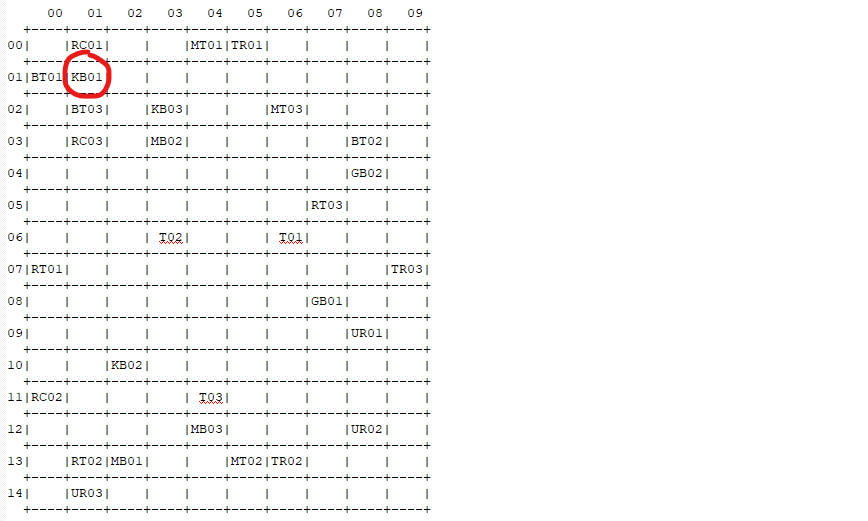 00   01   02   03   04   05   06   07   08   09
  +----+----+----+----+----+----+----+----+----+----+
00|    |RC01|    |    |MT01|TR01|    |    |    |    |
  +----+----+----+----+----+----+----+----+----+----+
01|BT01|KB01|    |    |    |    |    |    |    |    |
  +----+----+----+----+----+----+----+----+----+----+
02|    |BT03|    |KB03|    |    |MT03|    |    |    |
  +----+----+----+----+----+----+----+----+----+----+
03|    |RC03|    |MB02|    |    |    |    |BT02|    |
  +----+----+----+----+----+----+----+----+----+----+
04|    |    |    |    |    |    |    |    |GB02|    |
  +----+----+----+----+----+----+----+----+----+----+
05|    |    |    |    |    |    |    |RT03|    |    |
  +----+----+----+----+----+----+----+----+----+----+
06|    |    |    | T02|    |    | T01|    |    |    |
  +----+----+----+----+----+----+----+----+----+----+
07|RT01|    |    |    |    |    |    |    |    |TR03|
  +----+----+----+----+----+----+----+----+----+----+
08|    |    |    |    |    |    |    |GB01|    |    |
  +----+----+----+----+----+----+----+----+----+----+
09|    |    |    |    |    |    |    |    |UR01|    |
  +----+----+----+----+----+----+----+----+----+----+
10|    |    |KB02|    |    |    |    |    |    |    |
  +----+----+----+----+----+----+----+----+----+----+
11|RC02|    |    |    | T03|    |    |    |    |    |
  +----+----+----+----+----+----+----+----+----+----+
12|    |    |    |    |MB03|    |    |    |UR02|    |
  +----+----+----+----+----+----+----+----+----+----+
13|    |RT02|MB01|    |    |MT02|TR02|    |    |    |
  +----+----+----+----+----+----+----+----+----+----+
14|    |UR03|    |    |    |    |    |    |    |    |
  +----+----+----+----+----+----+----+----+----+----+